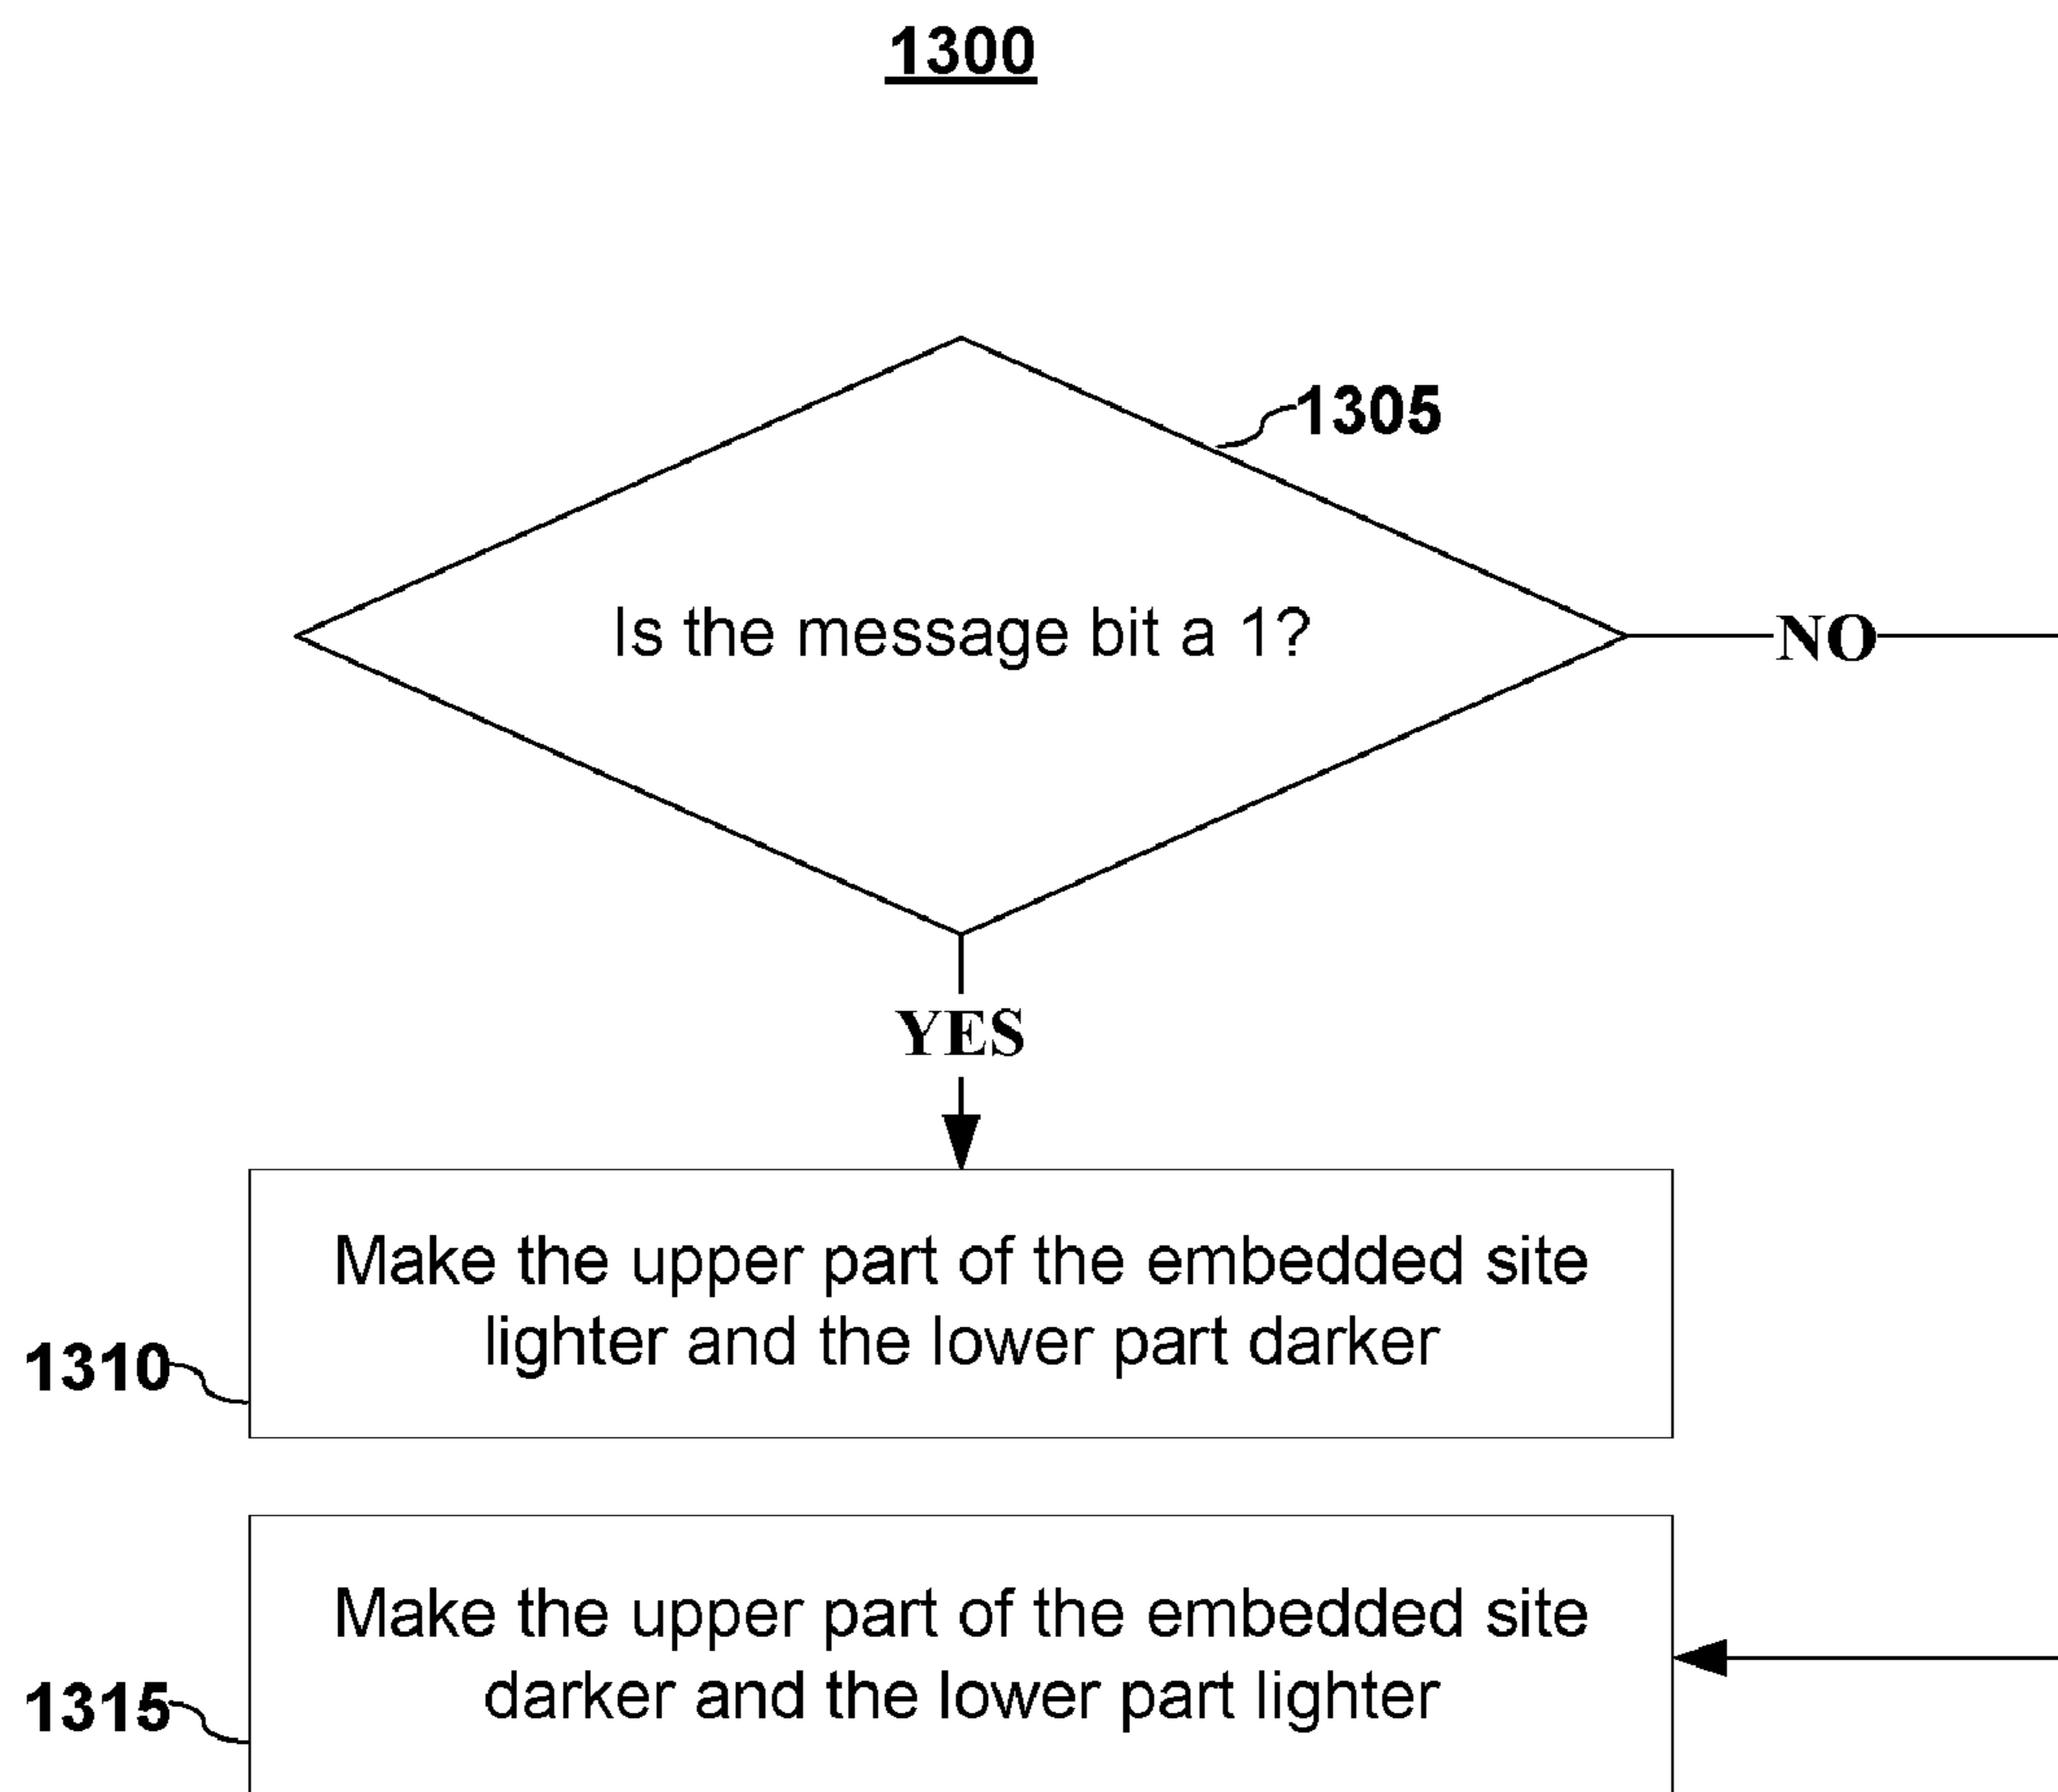 1300
1305
Is the message bit a 1?
NO
YES
Make the upper part of the embedded site
lighter and the lower part darker
1310
Make the upper part of the embedded site
darker and the lower part lighter
1315